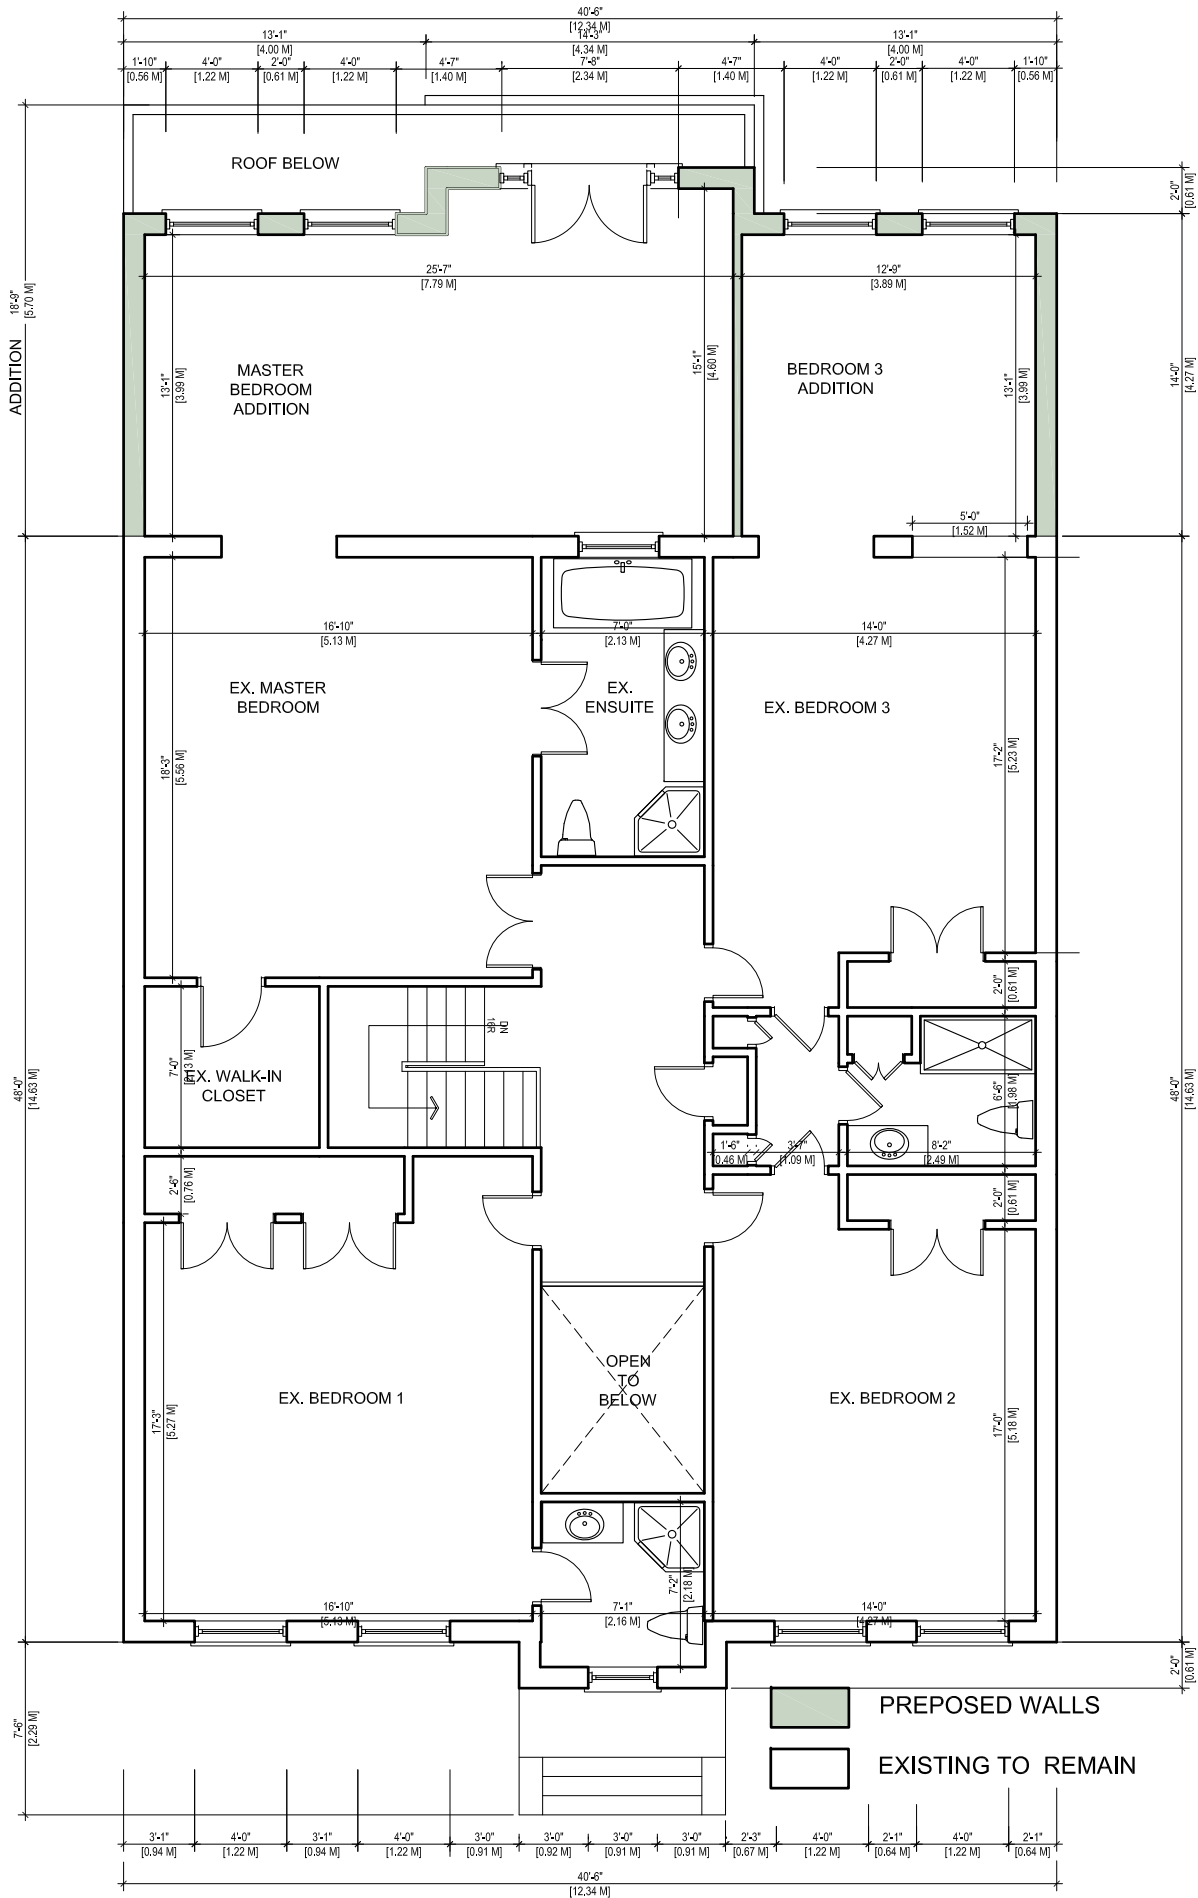 40'-6"
[12.34 M]
13'-1"
[4.00 M]
14'-3"
[4.34 M]
13'-1"
[4.00 M]
1'-10"
[0.56 M]
4'-0"
[1.22 M]
2'-0"
[0.61 M]
4'-0"
[1.22 M]
4'-7"
[1.40 M]
7'-8"
[2.34 M]
4'-7"
[1.40 M]
4'-0"
[1.22 M]
2'-0"
[0.61 M]
4'-0"
[1.22 M]
1'-10"
[0.56 M]
ROOF BELOW
2'-0"
[0.61 M]
25'-7"
[7.79 M]
12'-9"
[3.89 M]
ADDITION
18'-9"
[5.70 M]
13'-1"
[3.99 M]
MASTER
BEDROOM
ADDITION
15'-1"
[4.60 M]
BEDROOM 3
ADDITION
13'-1"
[3.99 M]
14'-0"
[4.27 M]
5'-0"
[1.52 M]
16'-10"
[5.13 M]
7'-0"
[2.13 M]
14'-0"
[4.27 M]
EX. MASTER
BEDROOM
EX.
ENSUITE
EX. BEDROOM 3
18'-3"
[5.56 M]
17'-2"
[5.23 M]
2'-0"
[0.61 M]
DN
16R
7'-0"
[2.13 M]
EX. WALK-IN
CLOSET
6'-6"
[1.98 M]
48'-0"
[14.63 M]
48'-0"
[14.63 M]
1'-6"
[0.46 M]
3'-7"
[1.09 M]
8'-2"
[2.49 M]
2'-6"
[0.76 M]
2'-0"
[0.61 M]
OPEN
TO
BELOW
EX. BEDROOM 1
EX. BEDROOM 2
17'-3"
[5.27 M]
17'-0"
[5.18 M]
7'-2"
[2.18 M]
16'-10"
[5.13 M]
7'-1"
[2.16 M]
14'-0"
[4.27 M]
2'-0"
[0.61 M]
7'-6"
[2.29 M]
PREPOSED WALLS
EXISTING TO REMAIN
3'-1"
[0.94 M]
4'-0"
[1.22 M]
3'-1"
[0.94 M]
4'-0"
[1.22 M]
3'-0"
[0.91 M]
3'-0"
[0.92 M]
3'-0"
[0.91 M]
3'-0"
[0.91 M]
2'-3"
[0.67 M]
4'-0"
[1.22 M]
2'-1"
[0.64 M]
4'-0"
[1.22 M]
2'-1"
[0.64 M]
40'-6"
[12.34 M]